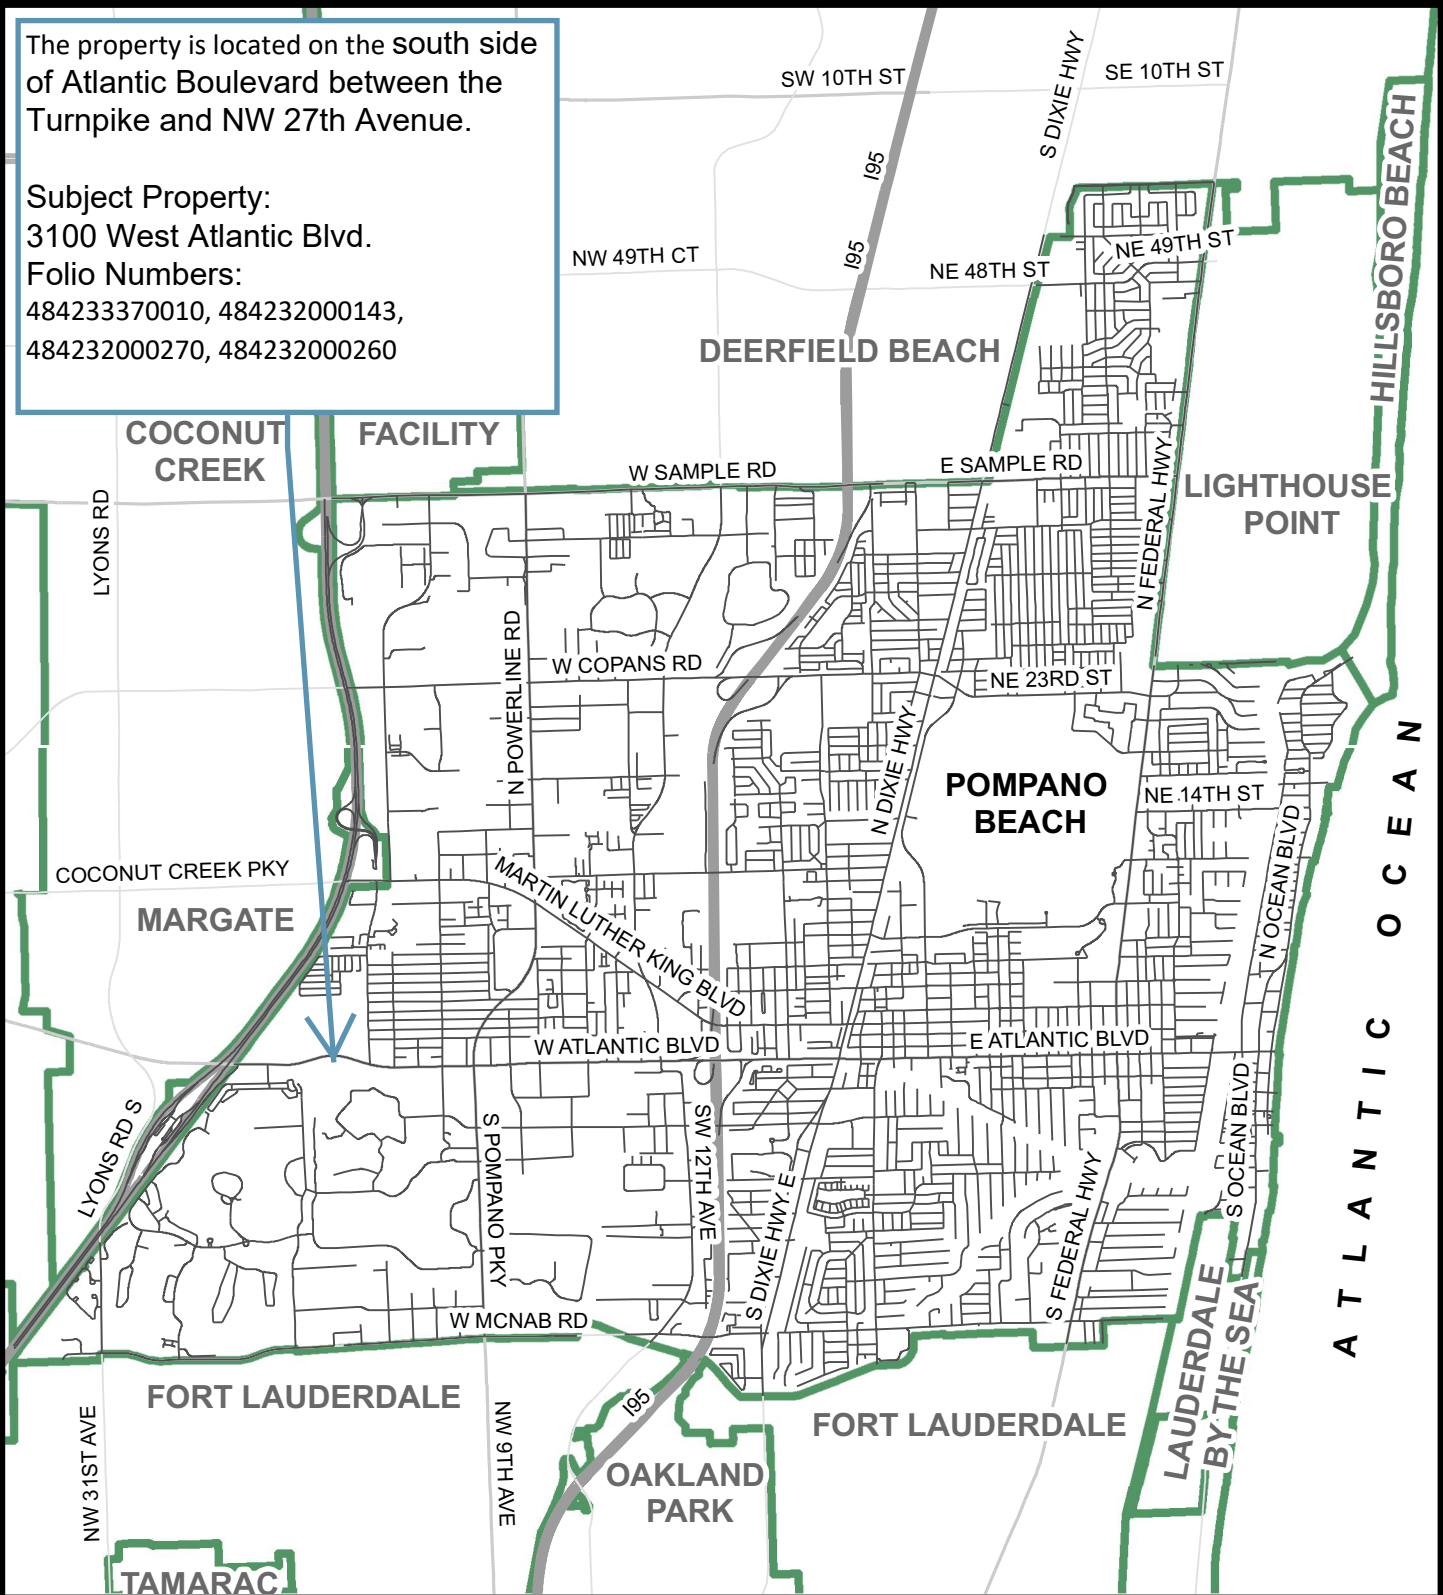 The property is located on the south side
of Atlantic Boulevard between the
Turnpike and NW 27th Avenue.
Subject Property:
3100 West Atlantic Blvd.
Folio Numbers:
484233370010, 484232000143,
484232000270, 484232000260
SW 10TH ST
SE 10TH ST
S DIXIE HWY
I95
I95
NW 49TH CT
NE 48TH ST
NE 49TH ST
HILLSBORO BEACH
DEERFIELD BEACH
COCONUT
CREEK
FACILITY
W SAMPLE RD
E SAMPLE RD
LYONS RD
N FEDERAL HWY
LIGHTHOUSE
POINT
N POWERLINE RD
W COPANS RD
NE 23RD ST
N DIXIE HWY
POMPANO
BEACH
NE 14TH ST
N OCEAN BLVD
COCONUT CREEK PKY
MARTIN LUTHER KING BLVD
MARGATE
ATLANTIC OCEAN
W ATLANTIC BLVD
E ATLANTIC BLVD
LYONS RD S
S POMPANO PKY
SW 12TH AVE
S DIXIE HWY E
S FEDERAL HWY
S OCEAN BLVD
W MCNAB RD
LAUDERDALE
BY THE SEA
FORT LAUDERDALE
I95
FORT LAUDERDALE
NW 31ST AVE
NW 9TH AVE
OAKLAND
PARK
TAMARAC